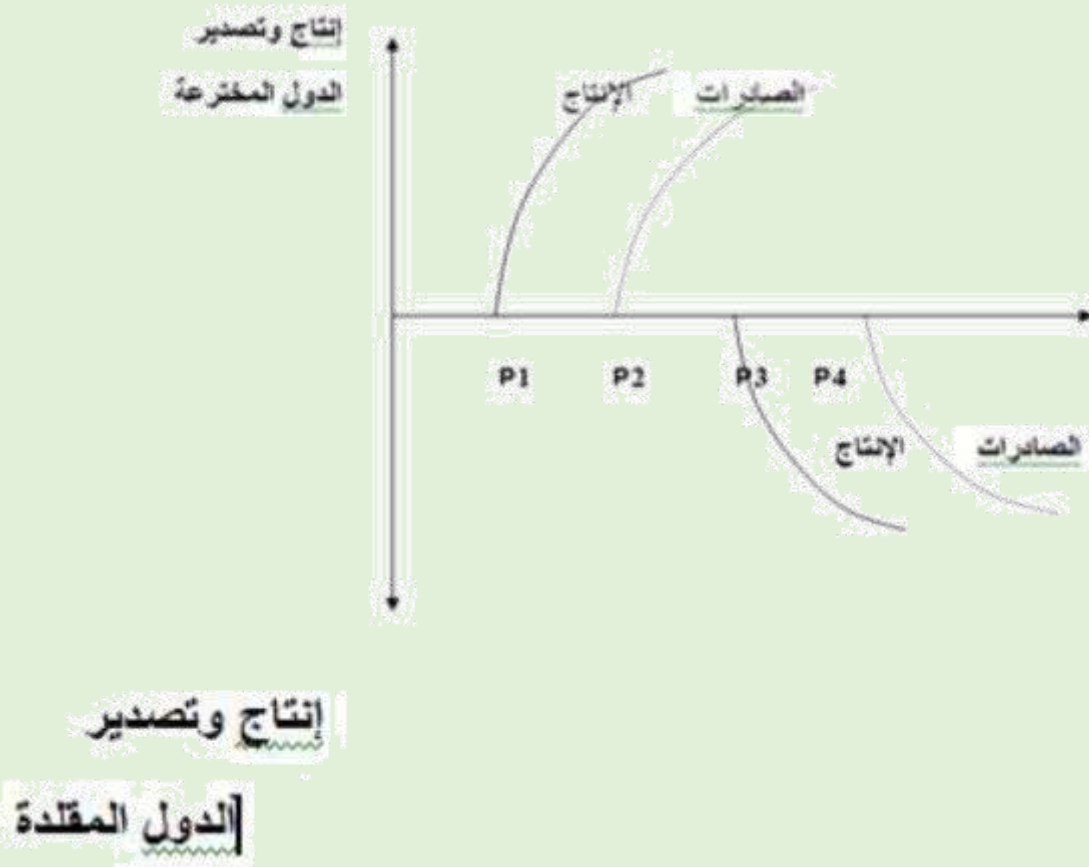 إنتاج وتصدير
الدول المخترعة
الإنتاج
الصادرات
P1 P2 P3 P4
الإنتاج
الصادرات
إنتاج وتصدير
الدول المقلدة